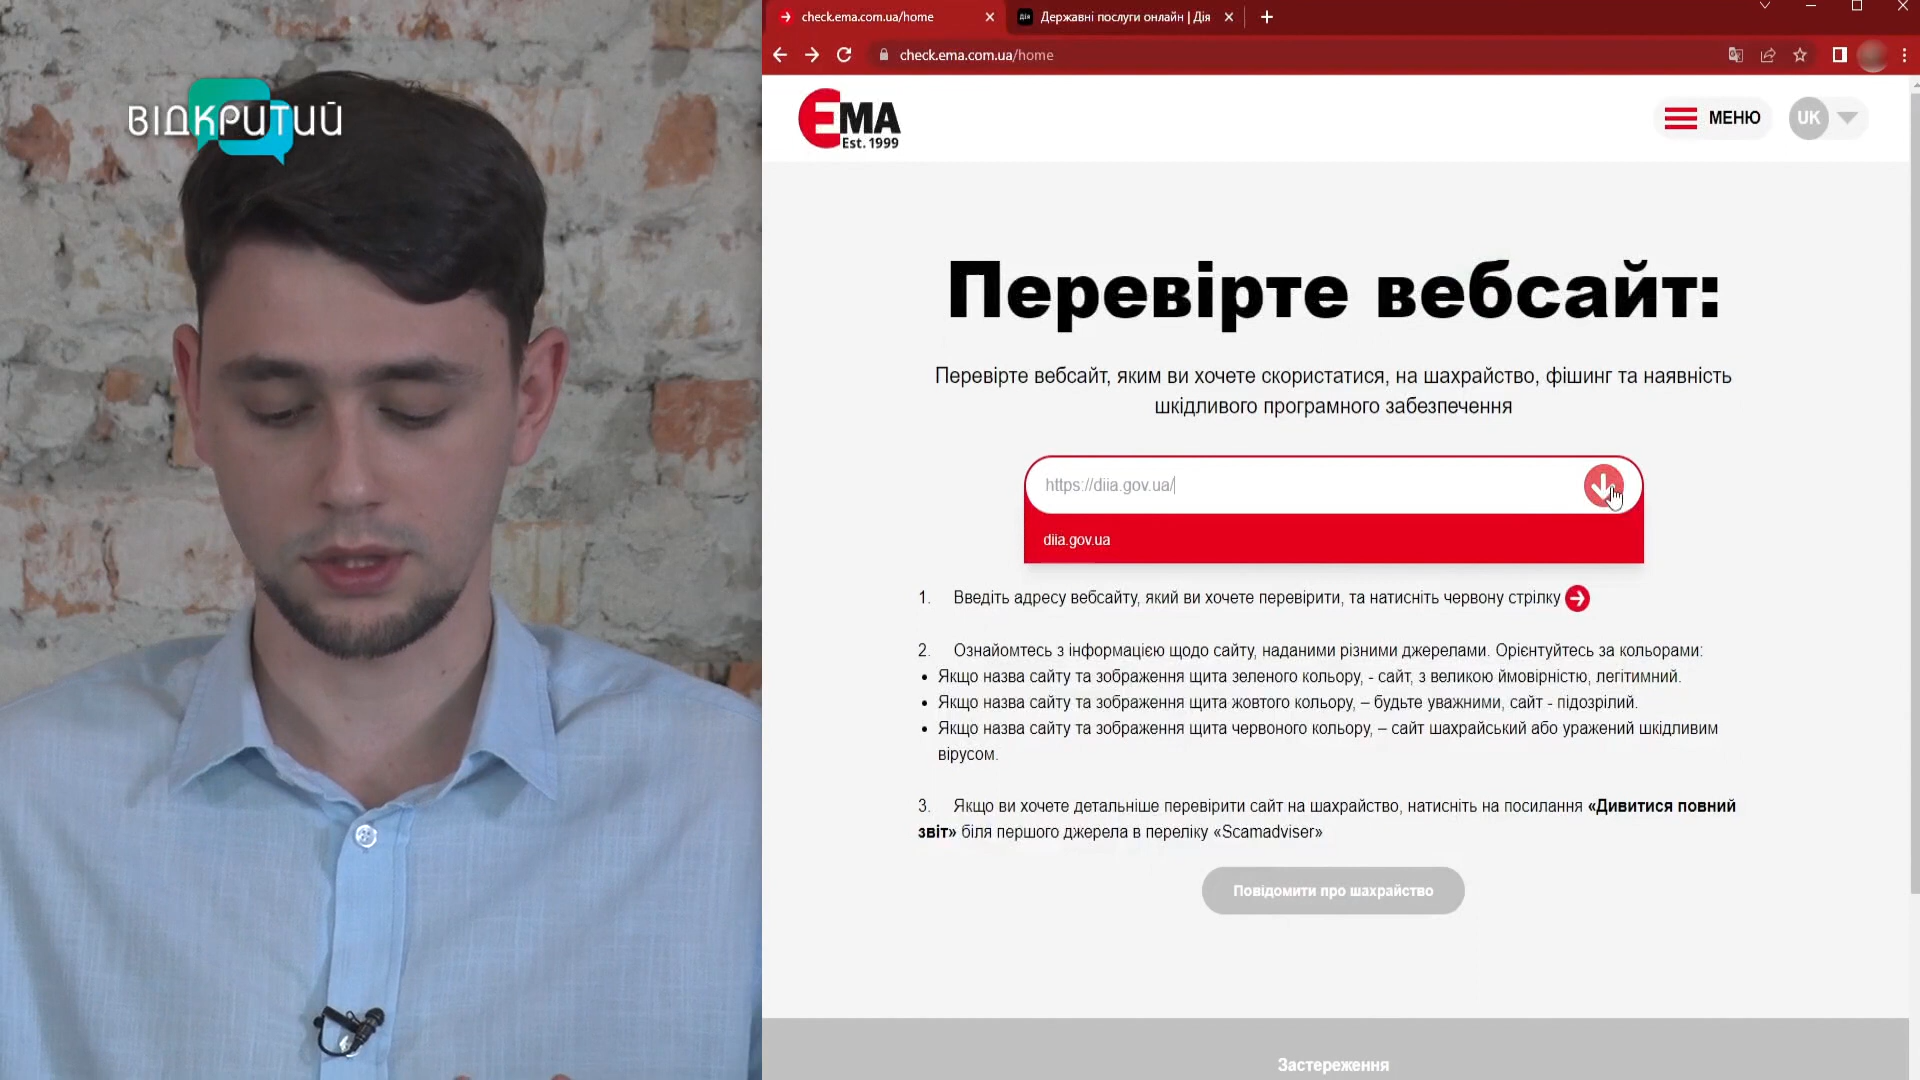 ВІДКРИТИЙ
check.ema.com.ua/home
Державні послуги онлайн | Дія
check.ema.com.ua/home
EMA
Est. 1999
МЕНЮ
UK
Перевірте вебсайт:
Перевірте вебсайт, яким ви хочете скористатися, на шахрайство, фішинг та наявність
шкідливого програмного забезпечення
https://diia.gov.ua/
diia.gov.ua
1. Введіть адресу вебсайту, який ви хочете перевірити, та натисніть червону стрілку
2. Ознайомтесь з інформацією щодо сайту, наданими різними джерелами. Орієнтуйтесь за кольорами:
• Якщо назва сайту та зображення щита зеленого кольору, - сайт, з великою ймовірністю, легітимний.
• Якщо назва сайту та зображення щита жовтого кольору, – будьте уважними, сайт - підозрілий.
• Якщо назва сайту та зображення щита червоного кольору, – сайт шахрайський або уражений шкідливим
вірусом.
3. Якщо ви хочете детальніше перевірити сайт на шахрайство, натисніть на посилання «Дивитися повний
звіт» біля першого джерела в переліку «Scamadviser»
Повідомити про шахрайство
Застереження